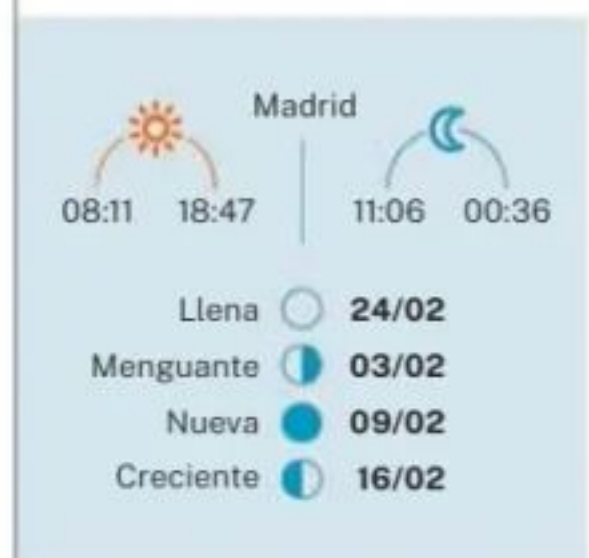 Madrid
08:11 18:47 11:06 00:36
Llena 24/02
Menguante 03/02
Nueva 09/02
Creciente 16/02